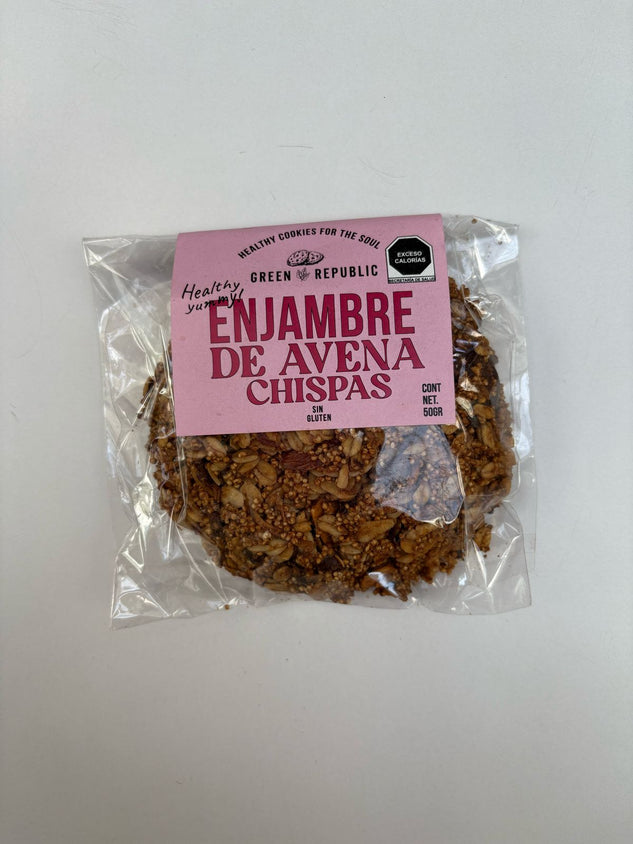 HEALTHY COOKIES FOR THE SOUL
GREEN REPUBLIC
EXCESO
CALORÍAS
SECRETARÍA DE SALUD
Healthy
yummy!
ENJAMBRE
DE AVENA
CHISPAS
SIN
GLUTEN
CONT
NET.
50GR